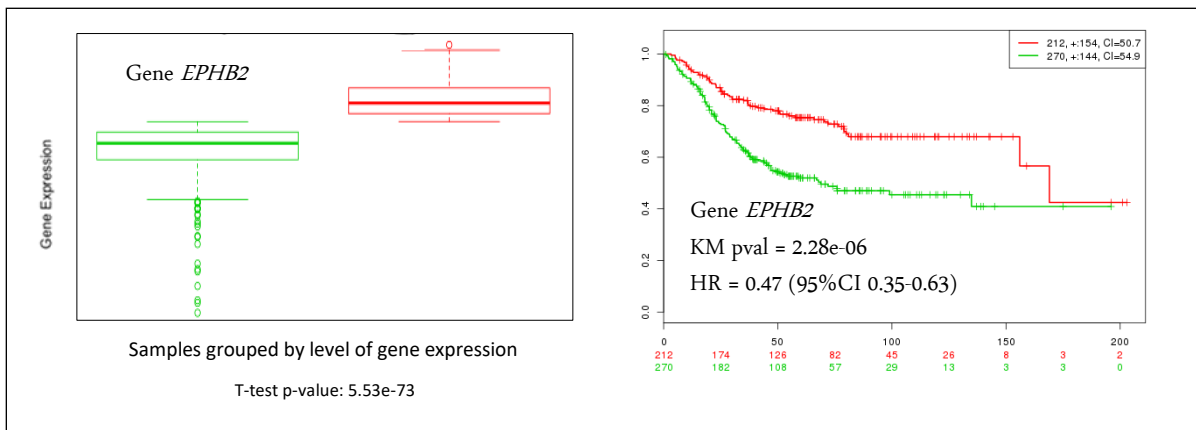 Gene EPHB2
Gene Expression
Samples grouped by level of gene expression
T-test p-value: 5.53e-73
212, +:154, CI=50.7
270, +:144, CI=54.9
1.0
0.8
0.6
0.4
0.2
0.0
Gene EPHB2
KM pval = 2.28e-06
HR = 0.47 (95%CI 0.35-0.63)
0 50 100 150 200
212 174 126 82 45 26 8 3 2
270 182 108 57 29 13 3 3 0